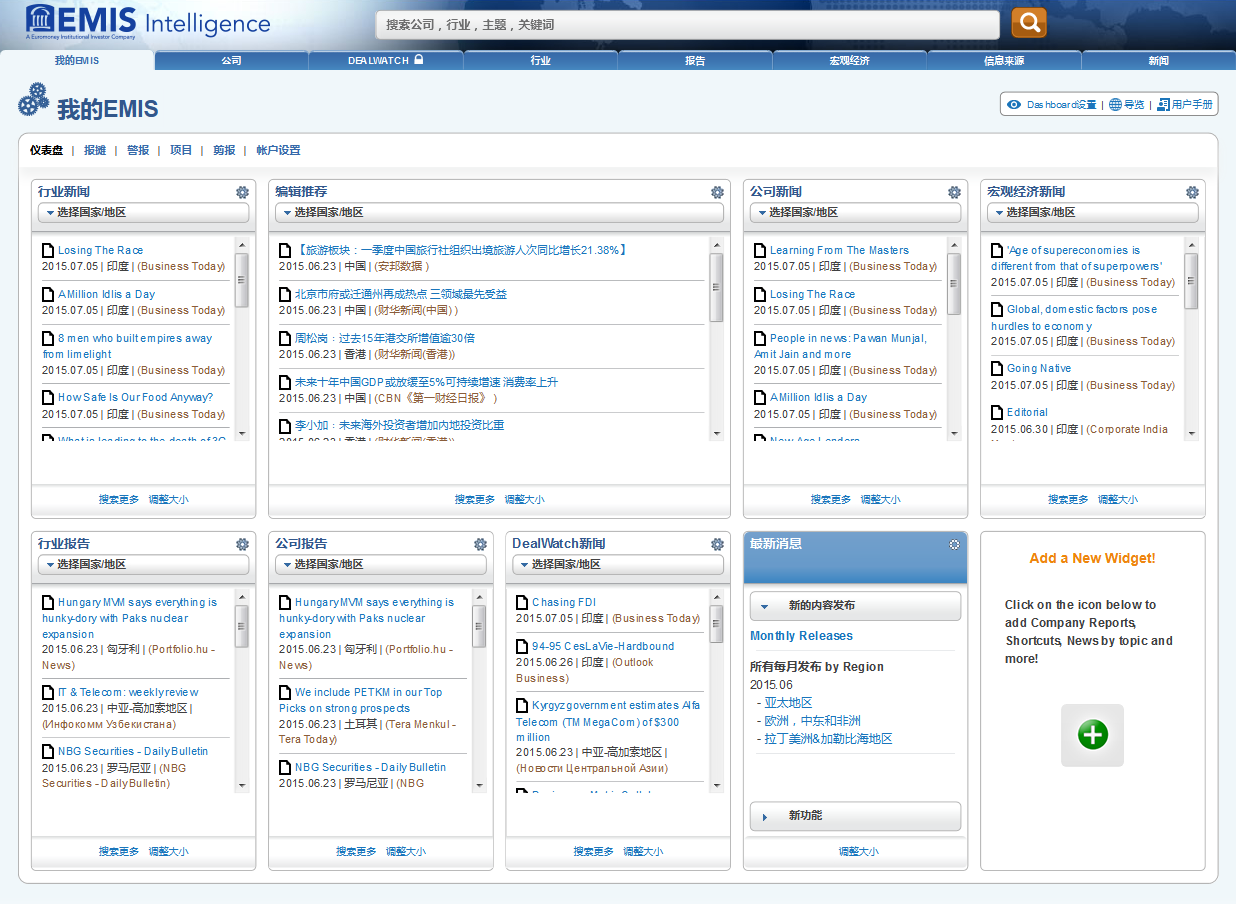 EMIS Intelligence
A Euromoney Institutional Investor Company
搜索公司，行业，主题，关键词
我的EMIS
公司
DEALWATCH
行业
报告
宏观经济
信息来源
新闻
我的EMIS
Dashboard设置 | 导览 | 用户手册
仪表盘 | 报摊 | 警报 | 项目 | 剪报 | 帐户设置
行业新闻
选择国家/地区
Losing The Race
2015.07.05 | 印度 | (Business Today)
A Million Idlis a Day
2015.07.05 | 印度 | (Business Today)
8 men who built empires away
from limelight
2015.07.05 | 印度 | (Business Today)
How Safe Is Our Food Anyway?
2015.07.05 | 印度 | (Business Today)
What is leading to the death of 3G
搜索更多 调整大小
编辑推荐
选择国家/地区
【旅游板块：一季度中国旅行社组织出境旅游人次同比增长21.38%】
2015.06.23 | 中国 | (安邦数据 )
北京市府或迁通州再成热点 三领域最先受益
2015.06.23 | 中国 | (财华新闻(中国) )
周松岗：过去15年港交所增值逾30倍
2015.06.23 | 香港 | (财华新闻(香港))
未来十年中国GDP或放缓至5%可持续增速 消费率上升
2015.06.23 | 中国 | (CBN《第一财经日报》 )
李小加：未来海外投资者增加内地投资比重
2015.06.23 | 香港 | (财华新闻(香港))
搜索更多 调整大小
公司新闻
选择国家/地区
Learning From The Masters
2015.07.05 | 印度 | (Business Today)
Losing The Race
2015.07.05 | 印度 | (Business Today)
People in news: Pawan Munjal,
Amit Jain and more
2015.07.05 | 印度 | (Business Today)
A Million Idlis a Day
2015.07.05 | 印度 | (Business Today)
New Age Lenders
搜索更多 调整大小
宏观经济新闻
选择国家/地区
'Age of supereconomies is
different from that of superpowers'
2015.07.05 | 印度 | (Business Today)
Global, domestic factors pose
hurdles to economy
2015.07.05 | 印度 | (Business Today)
Going Native
2015.07.05 | 印度 | (Business Today)
Editorial
2015.06.30 | 印度 | (Corporate India
搜索更多 调整大小
行业报告
选择国家/地区
Hungary MVM says everything is
hunky-dory with Paks nuclear
expansion
2015.06.23 | 匈牙利 | (Portfolio.hu -
News)
IT & Telecom: weekly review
2015.06.23 | 中亚-高加索地区 |
(Инфокомм Узбекистана)
NBG Securities - Daily Bulletin
2015.06.23 | 罗马尼亚 | (NBG
Securities - Daily Bulletin)
搜索更多 调整大小
公司报告
选择国家/地区
Hungary MVM says everything is
hunky-dory with Paks nuclear
expansion
2015.06.23 | 匈牙利 | (Portfolio.hu -
News)
We include PETKM in our Top
Picks on strong prospects
2015.06.23 | 土耳其 | (Tera Menkul -
Tera Today)
NBG Securities - Daily Bulletin
2015.06.23 | 罗马尼亚 | (NBG
搜索更多 调整大小
DealWatch新闻
选择国家/地区
Chasing FDI
2015.07.05 | 印度 | (Business Today)
94-95 CesLaVie-Hardbound
2015.06.26 | 印度 | (Outlook
Business)
Kyrgyz government estimates Alfa
Telecom (TM MegaCom) of $300
million
2015.06.23 | 中亚-高加索地区 |
(Новости Центральной Азии)
搜索更多 调整大小
最新消息
新的内容发布
Monthly Releases
所有每月发布 by Region
2015.06
- 亚太地区
- 欧洲，中东和非洲
- 拉丁美洲&加勒比海地区
新功能
调整大小
Add a New Widget!
Click on the icon below to
add Company Reports,
Shortcuts, News by topic and
more!